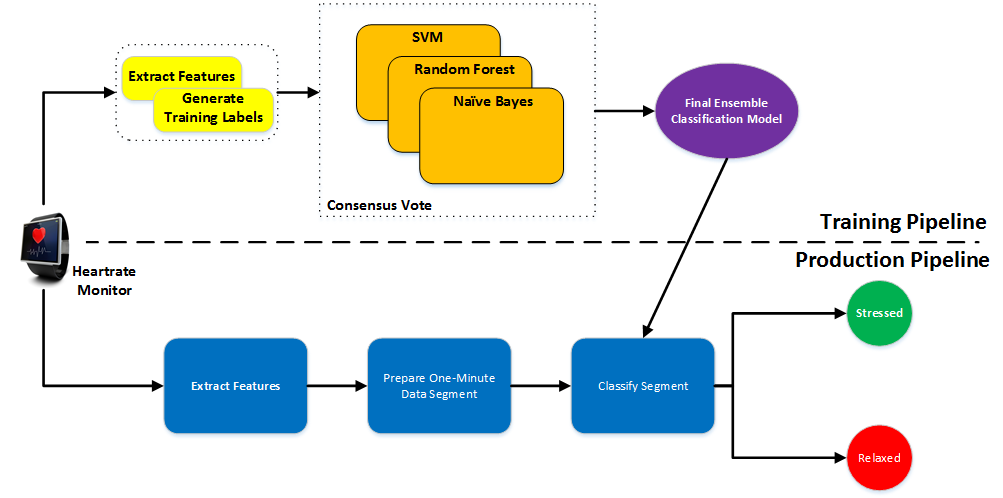 SVM
Random Forest
Naïve Bayes
Extract Features
Generate
Training Labels
Final Ensemble
Classification Model
Consensus Vote
Training Pipeline
Heartrate
Monitor
Production Pipeline
Stressed
Extract Features
Prepare One-Minute
Data Segment
Classify Segment
Relaxed